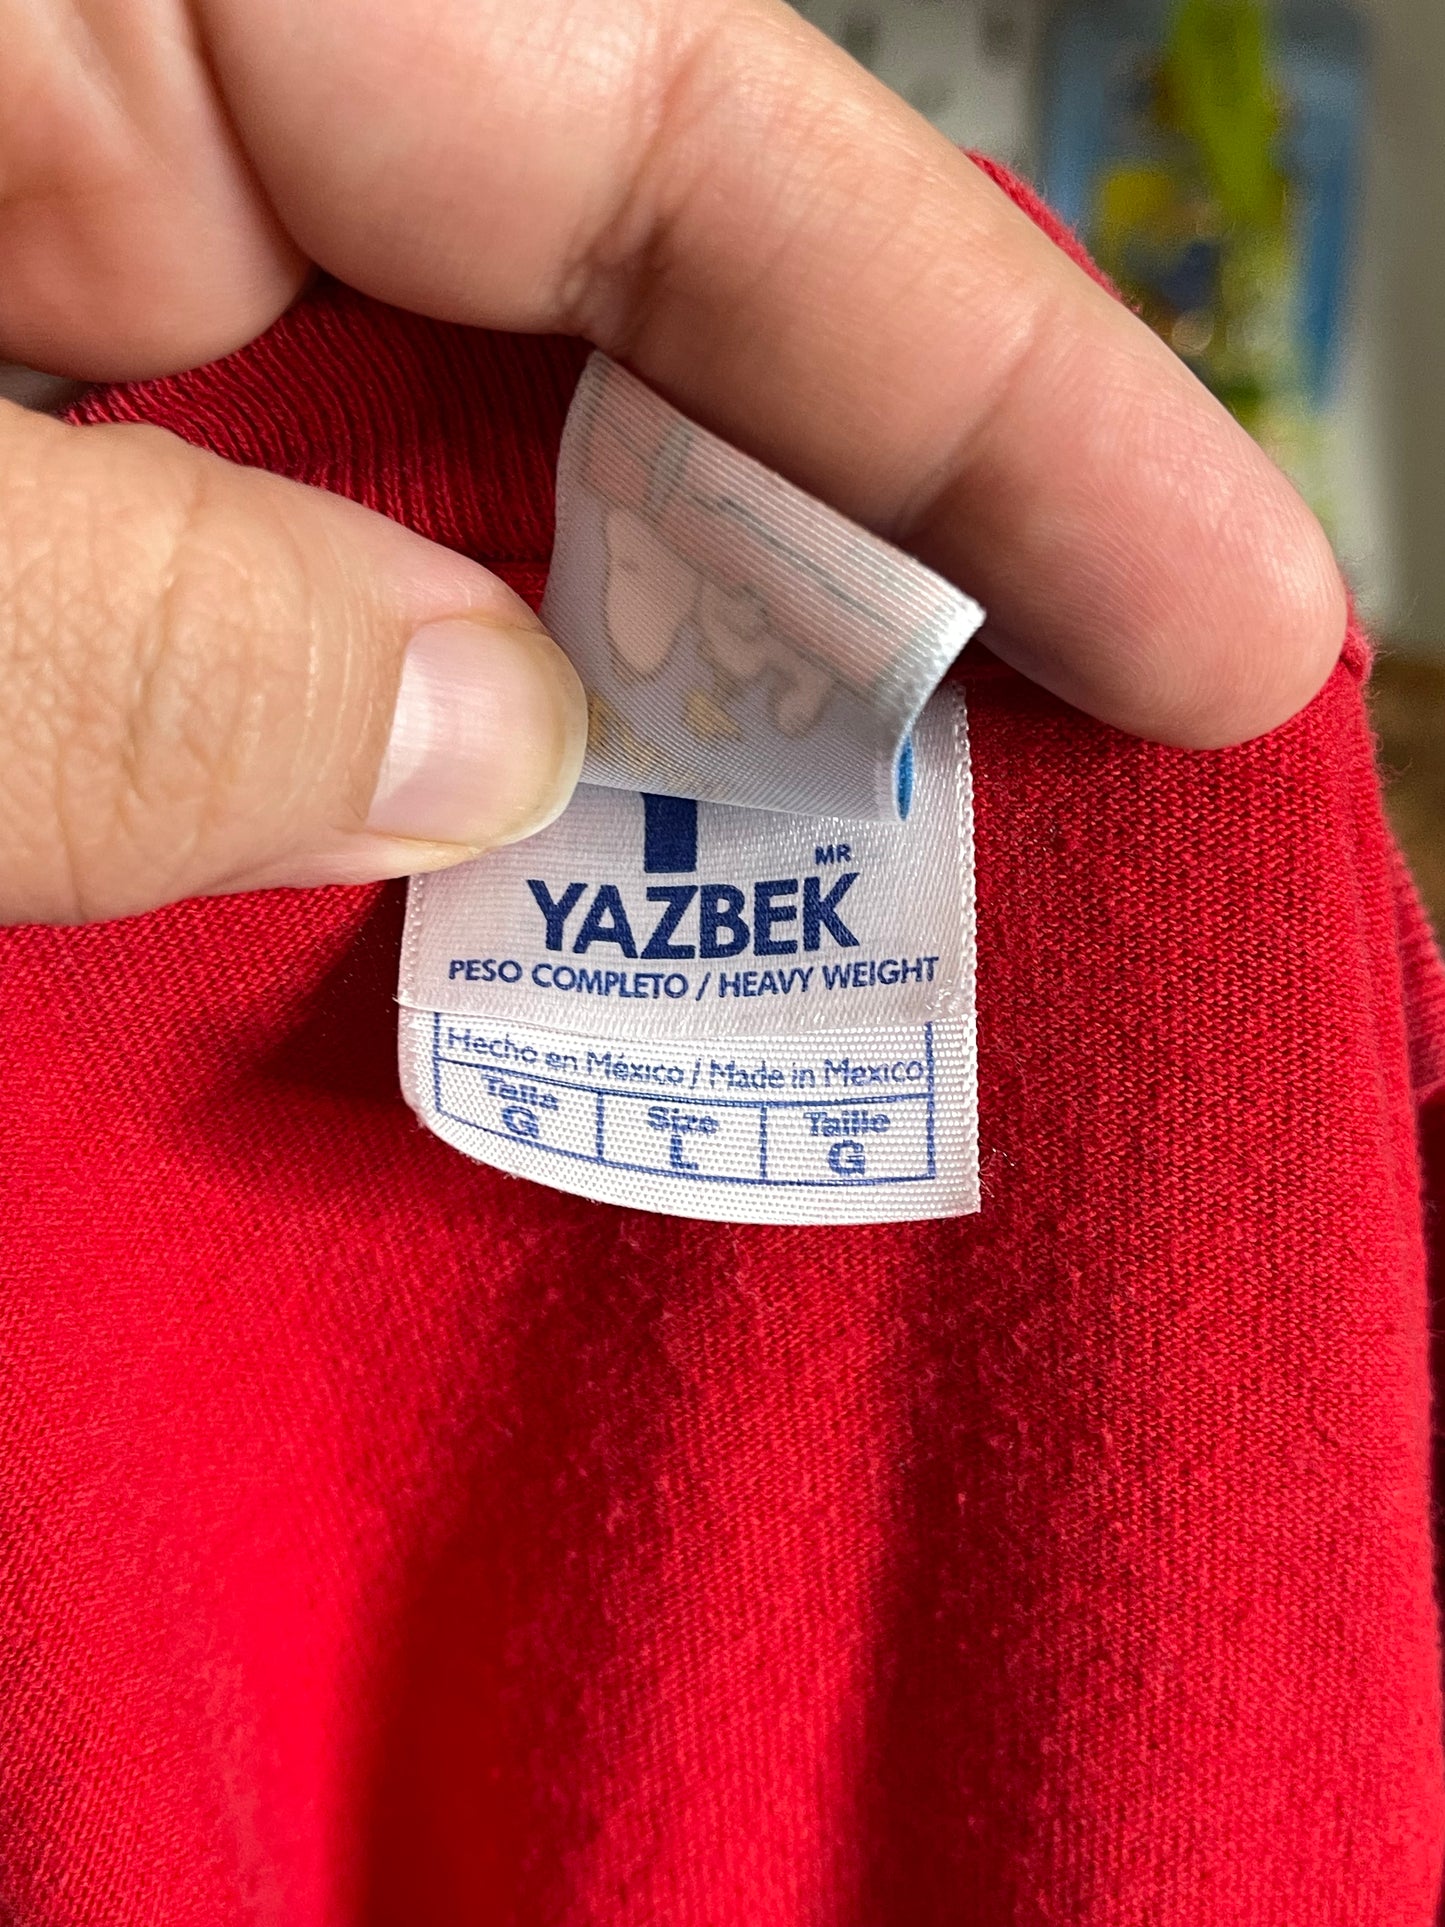 MR
YAZBEK
PESO COMPLETO / HEAVY WEIGHT
Hecho en México / Made in Mexico
Talla Size Taille
G L G